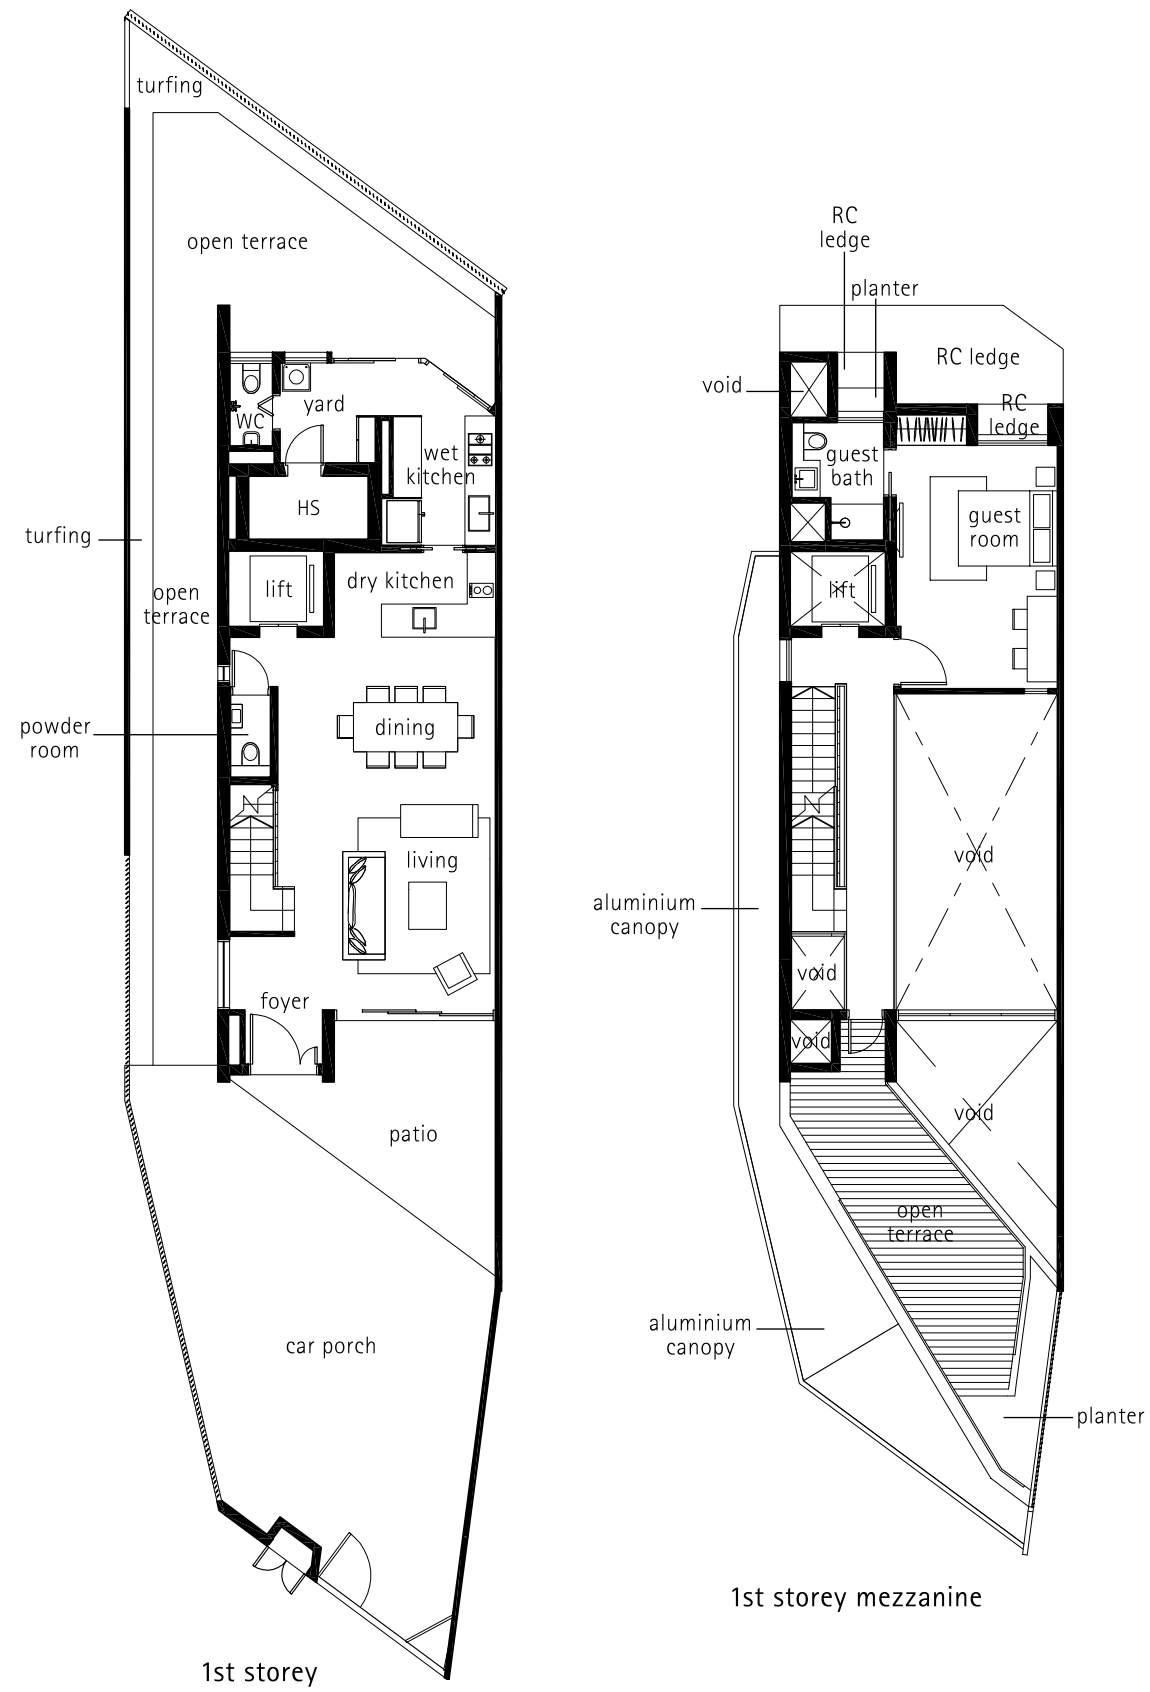 turfing
open terrace
WC
yard
wet
kitchen
HS
turfing
open
terrace
lift
dry kitchen
powder
room
dining
living
foyer
patio
car porch
1st storey
RC
ledge
planter
RC ledge
void
RC
ledge
guest
bath
guest
room
lift
void
aluminium
canopy
void
void
void
open
terrace
aluminium
canopy
planter
1st storey mezzanine